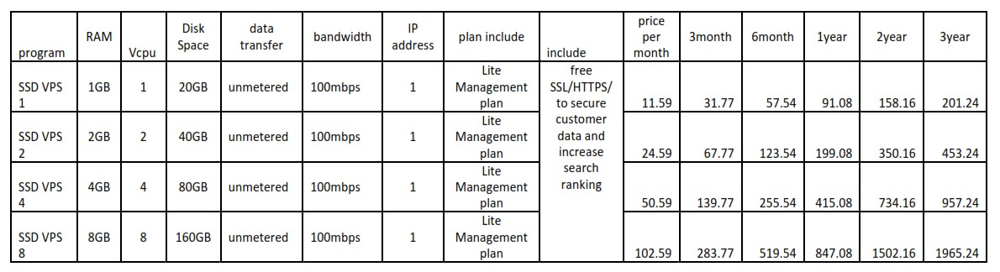 program RAM Vcpu Disk Space data transfer bandwidth IP address plan include include price per month 3month 6month 1year 2year 3year
SSD VPS 1 1GB 1 20GB unmetered 100mbps 1 Lite Management plan free SSL/HTTPS/ to secure customer data and increase search ranking 11.59 31.77 57.54 91.08 158.16 201.24
SSD VPS 2 2GB 2 40GB unmetered 100mbps 1 Lite Management plan 24.59 67.77 123.54 199.08 350.16 453.24
SSD VPS 4 4GB 4 80GB unmetered 100mbps 1 Lite Management plan 50.59 139.77 255.54 415.08 734.16 957.24
SSD VPS 8 8GB 8 160GB unmetered 100mbps 1 Lite Management plan 102.59 283.77 519.54 847.08 1502.16 1965.24